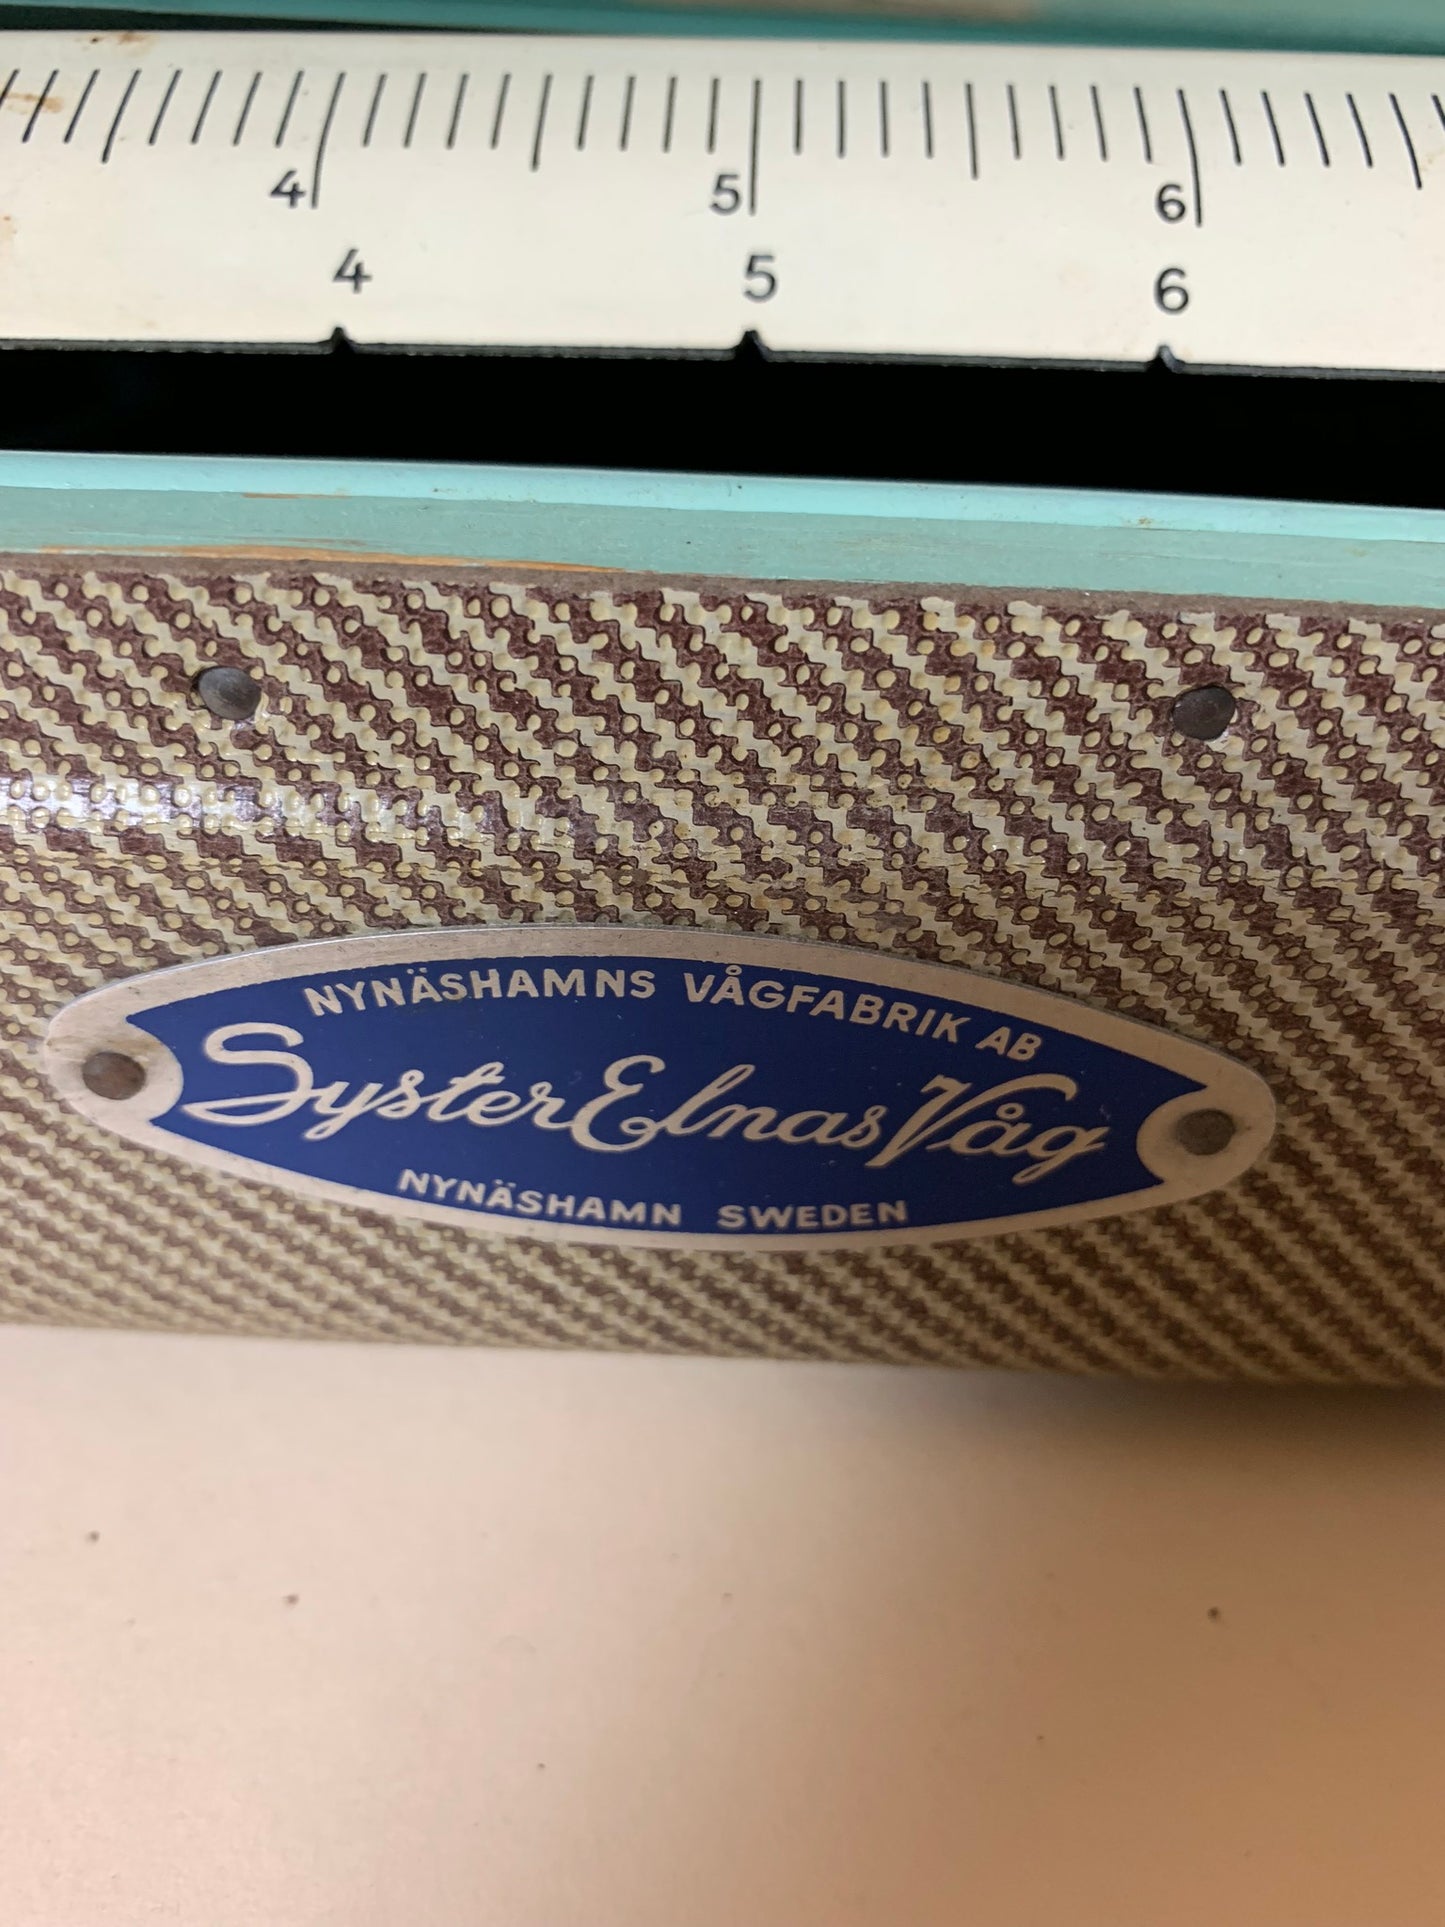 4 5 6
4 5 6
NYNÄSHAMNS VÅGFABRIK AB
Syster Elnas Våg
NYNÄSHAMN SWEDEN